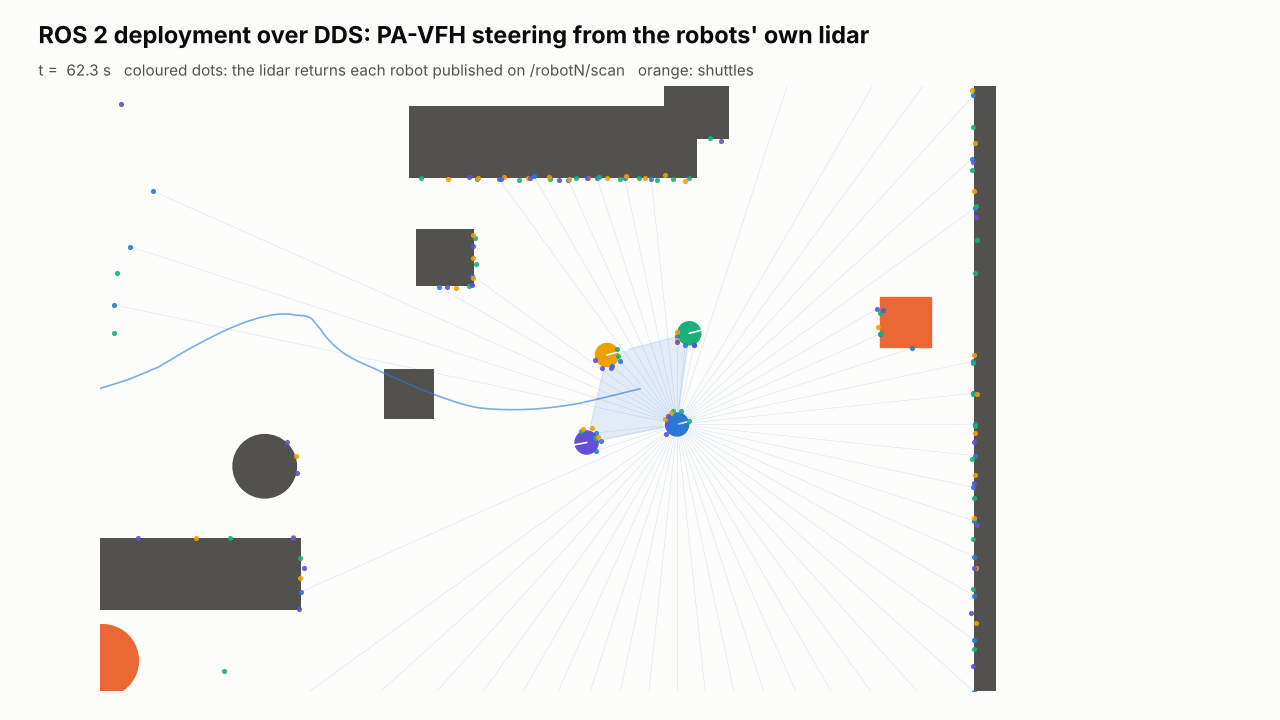 ROS 2 deployment over DDS: PA-VFH steering from the robots' own lidar
t =  62.3 s   coloured dots: the lidar returns each robot published on /robotN/scan   orange: shuttles